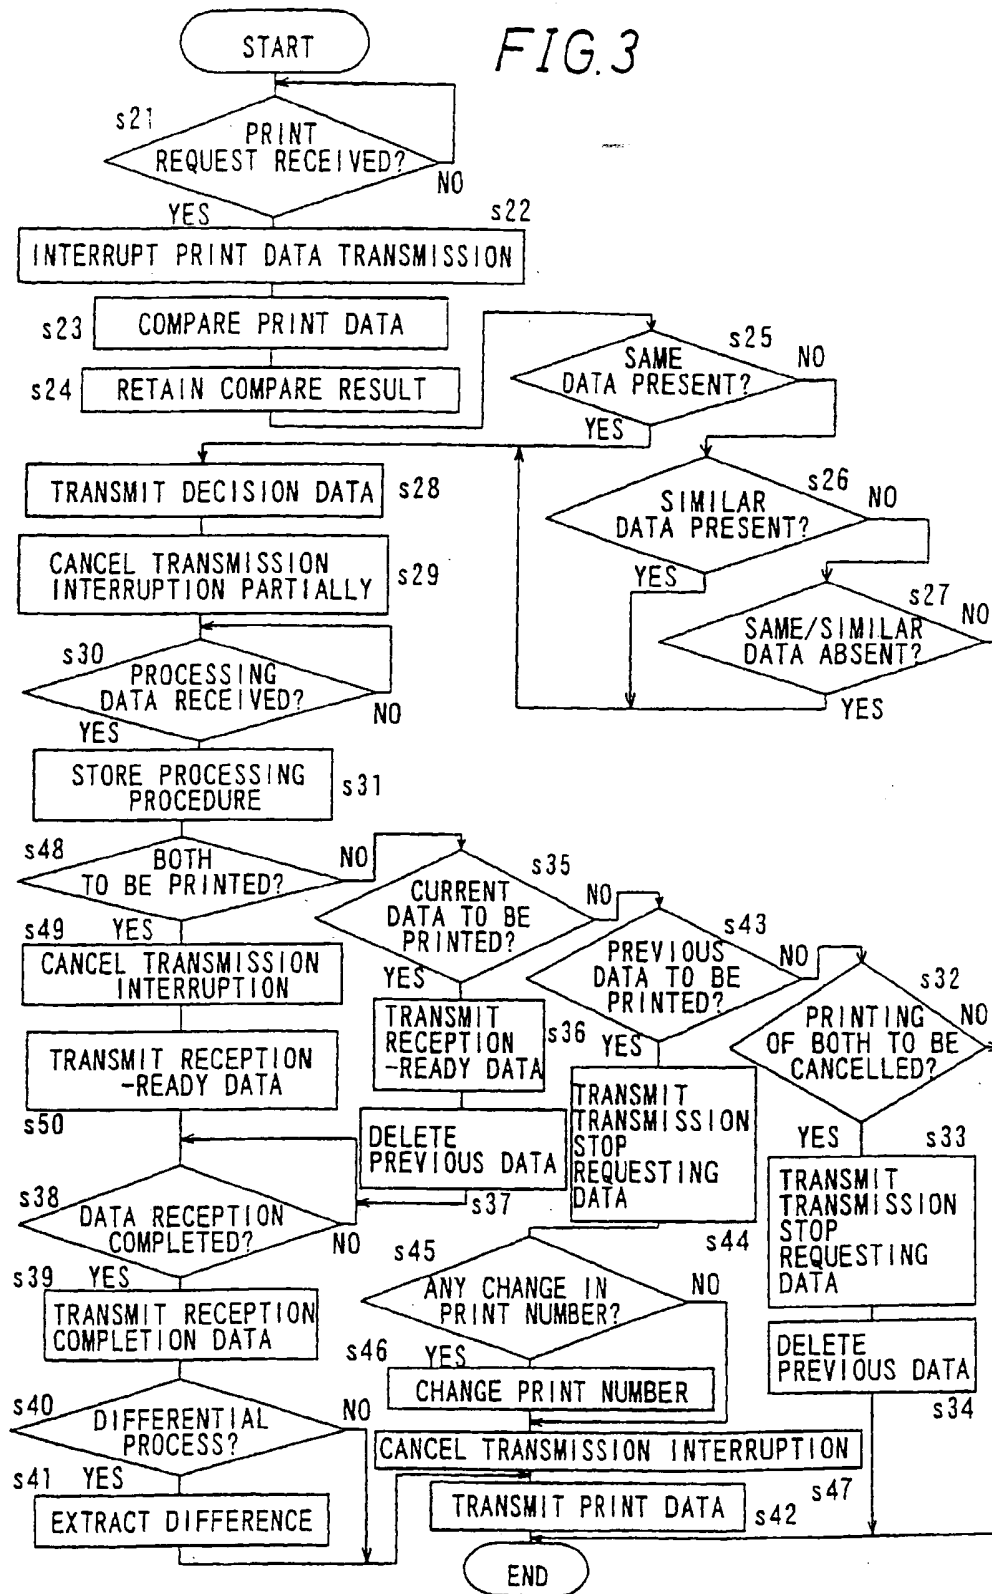 FIG.3
START
s21
PRINT
REQUEST RECEIVED?
NO
YES
s22
INTERRUPT PRINT DATA TRANSMISSION
s23
COMPARE PRINT DATA
s24
RETAIN COMPARE RESULT
s25
SAME
DATA PRESENT?
NO
YES
s26
SIMILAR
DATA PRESENT?
NO
YES
s27
SAME/SIMILAR
DATA ABSENT?
NO
YES
TRANSMIT DECISION DATA
s28
CANCEL TRANSMISSION
INTERRUPTION PARTIALLY
s29
s30
PROCESSING
DATA RECEIVED?
NO
YES
STORE PROCESSING
PROCEDURE
s31
s48
BOTH
TO BE PRINTED?
NO
YES
s49
CANCEL TRANSMISSION
INTERRUPTION
TRANSMIT RECEPTION
-READY DATA
s50
s35
CURRENT
DATA TO BE
PRINTED?
NO
YES
TRANSMIT
RECEPTION
-READY DATA
s36
DELETE
PREVIOUS DATA
s37
s43
PREVIOUS
DATA TO BE
PRINTED?
NO
YES
TRANSMIT
TRANSMISSION
STOP
REQUESTING
DATA
s44
s32
PRINTING
OF BOTH TO BE
CANCELLED?
NO
YES
s33
TRANSMIT
TRANSMISSION
STOP
REQUESTING
DATA
DELETE
PREVIOUS DATA
s34
s38
DATA RECEPTION
COMPLETED?
NO
YES
s39
TRANSMIT RECEPTION
COMPLETION DATA
s40
DIFFERENTIAL
PROCESS?
NO
YES
s41
EXTRACT DIFFERENCE
s45
ANY CHANGE IN
PRINT NUMBER?
NO
YES
s46
CHANGE PRINT NUMBER
CANCEL TRANSMISSION INTERRUPTION
s47
TRANSMIT PRINT DATA
s42
END